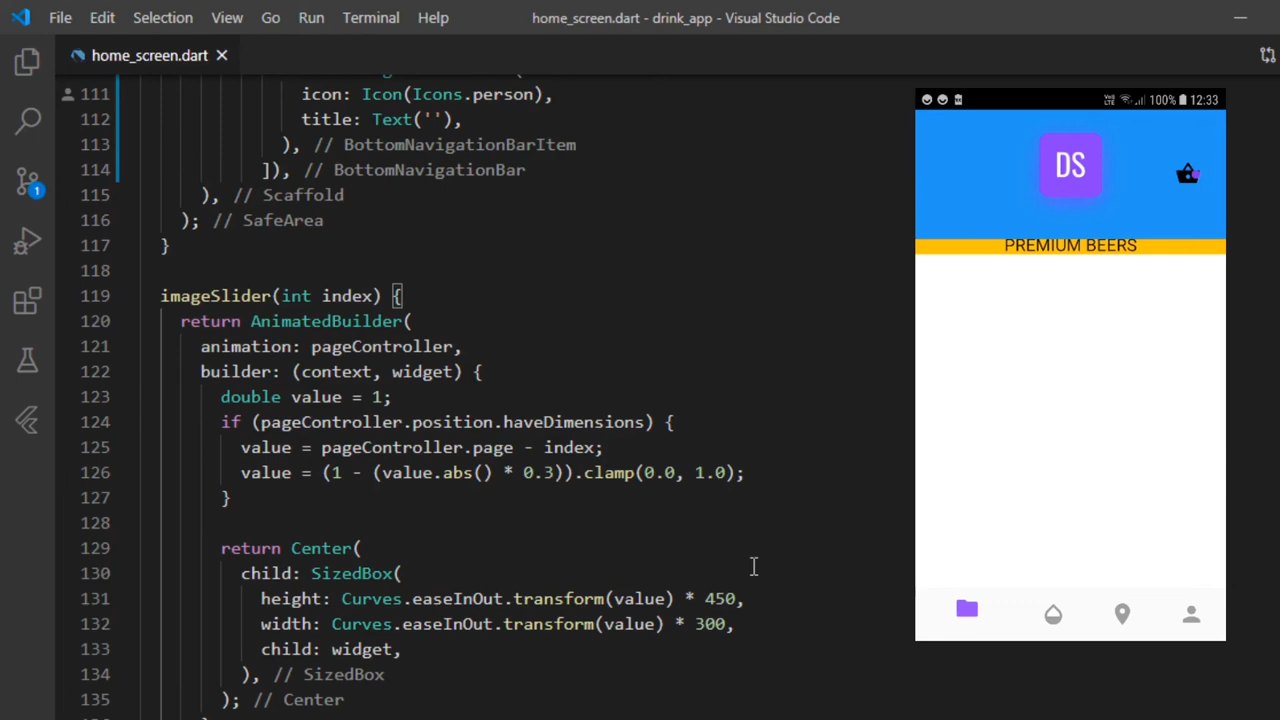 File Edit Selection View Go Run Terminal Help home_screen.dart - drink_app - Visual Studio Code
home_screen.dart
111 icon: Icon(Icons.person),
112 title: Text(''),
113 ), // BottomNavigationBarItem
114 ]), // BottomNavigationBar
115 ), // Scaffold
116 ); // SafeArea
117 }
118
119 imageSlider(int index) {
120 return AnimatedBuilder(
121 animation: pageController,
122 builder: (context, widget) {
123 double value = 1;
124 if (pageController.position.haveDimensions) {
125 value = pageController.page - index;
126 value = (1 - (value.abs() * 0.3)).clamp(0.0, 1.0);
127 }
128
129 return Center(
130 child: SizedBox(
131 height: Curves.easeInOut.transform(value) * 450,
132 width: Curves.easeInOut.transform(value) * 300,
133 child: widget,
134 ), // SizedBox
135 ); // Center
1
100% 12:33
DS
PREMIUM BEERS